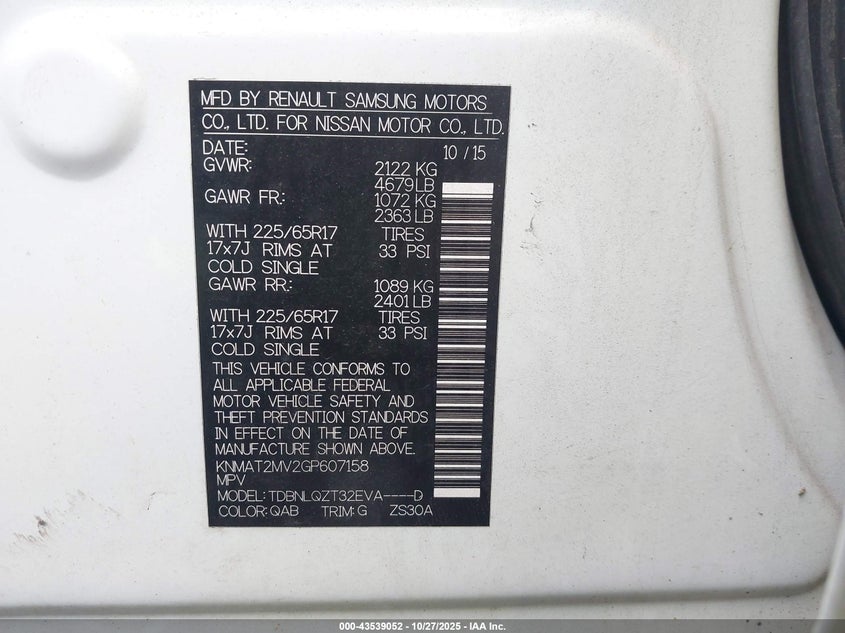 MFD BY RENAULT SAMSUNG MOTORS
CO., LTD. FOR NISSAN MOTOR CO., LTD.
DATE: 10 / 15
GVWR: 2122 KG
4679 LB
GAWR FR.: 1072 KG
2363 LB
WITH 225/65R17 TIRES
17x7J RIMS AT 33 PSI
COLD SINGLE
GAWR RR.: 1089 KG
2401 LB
WITH 225/65R17 TIRES
17x7J RIMS AT 33 PSI
COLD SINGLE
THIS VEHICLE CONFORMS TO
ALL APPLICABLE FEDERAL
MOTOR VEHICLE SAFETY AND
THEFT PREVENTION STANDARDS
IN EFFECT ON THE DATE OF
MANUFACTURE SHOWN ABOVE.
KNMAT2MV2GP607158
MPV
MODEL: TDBNLQZT32EVA----D
COLOR: QAB TRIM: G ZS30A
000-43539052 - 10/27/2025 - IAA Inc.